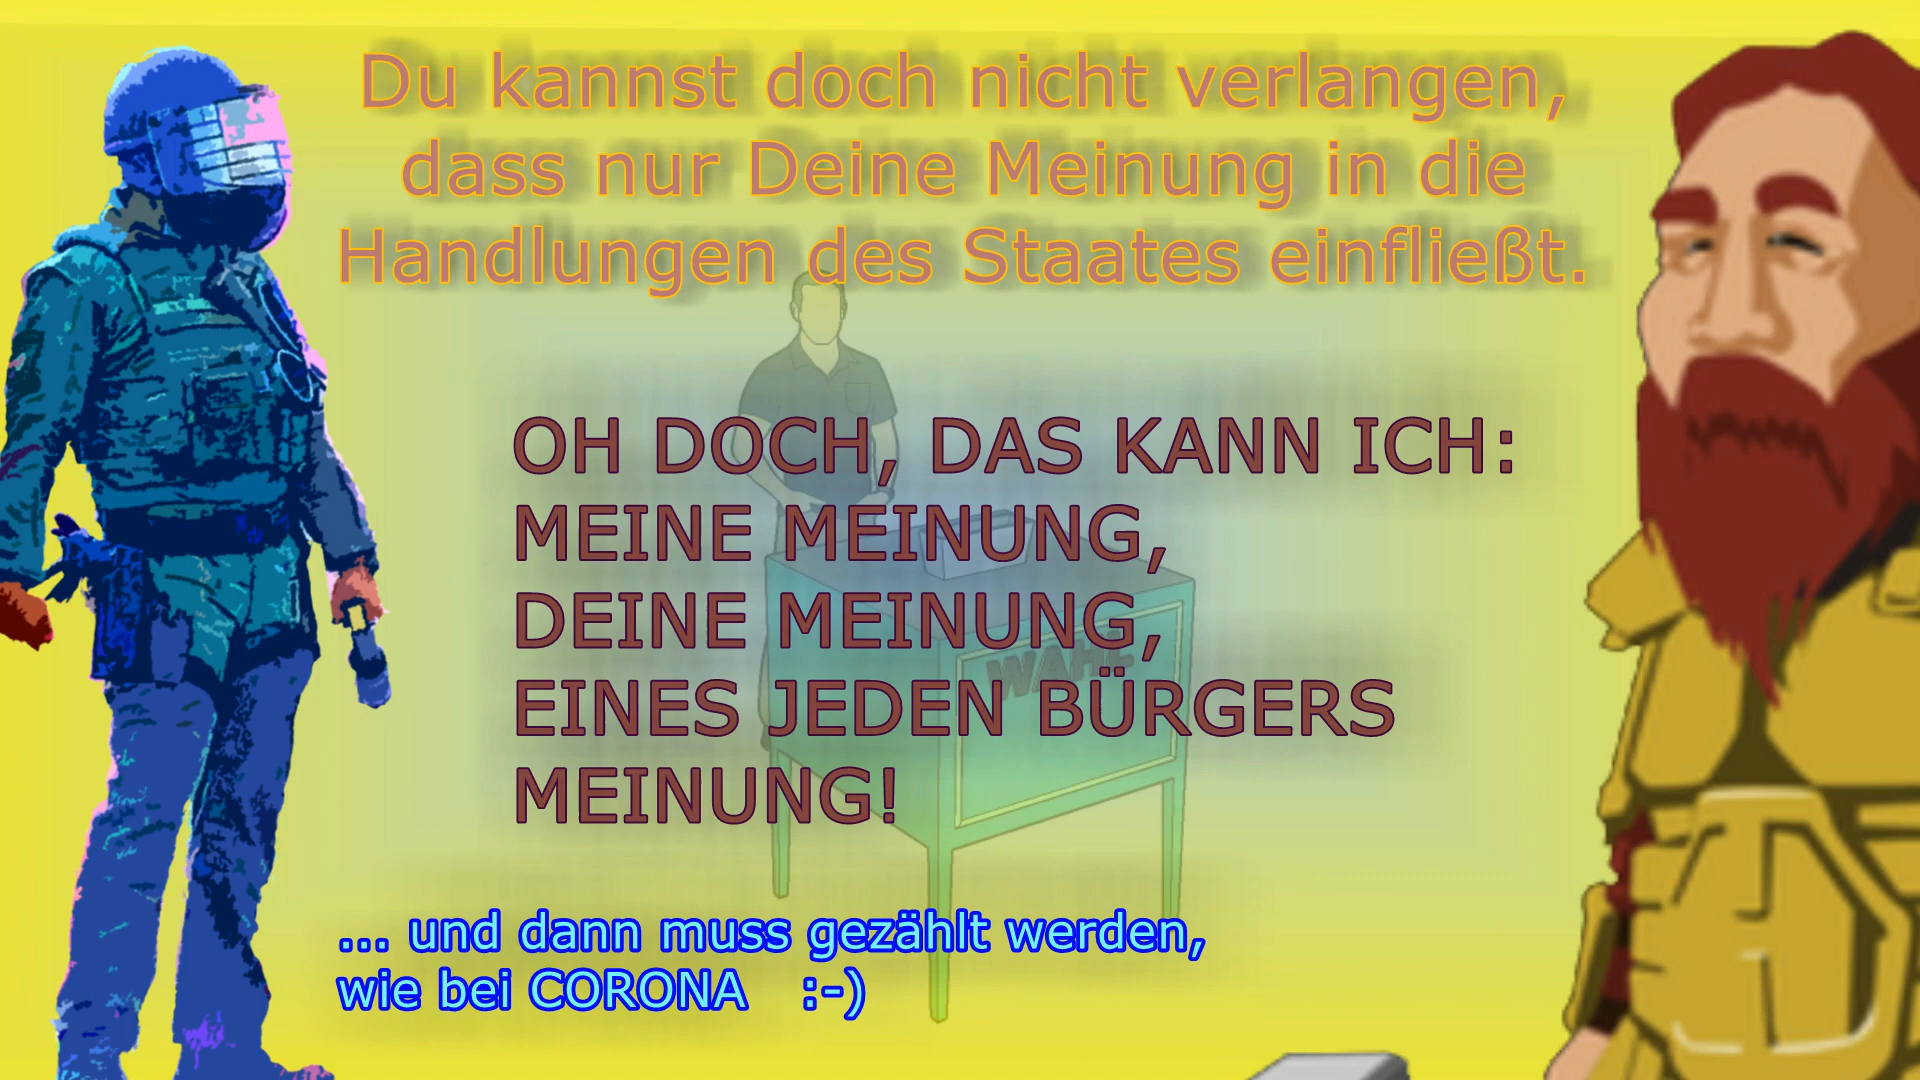 Du kannst doch nicht verlangen,
dass nur Deine Meinung in die
Handlungen des Staates einfließt.
OH DOCH, DAS KANN ICH:
MEINE MEINUNG,
DEINE MEINUNG,
EINES JEDEN BÜRGERS
MEINUNG!
WAHL
... und dann muss gezählt werden,
wie bei CORONA :-)